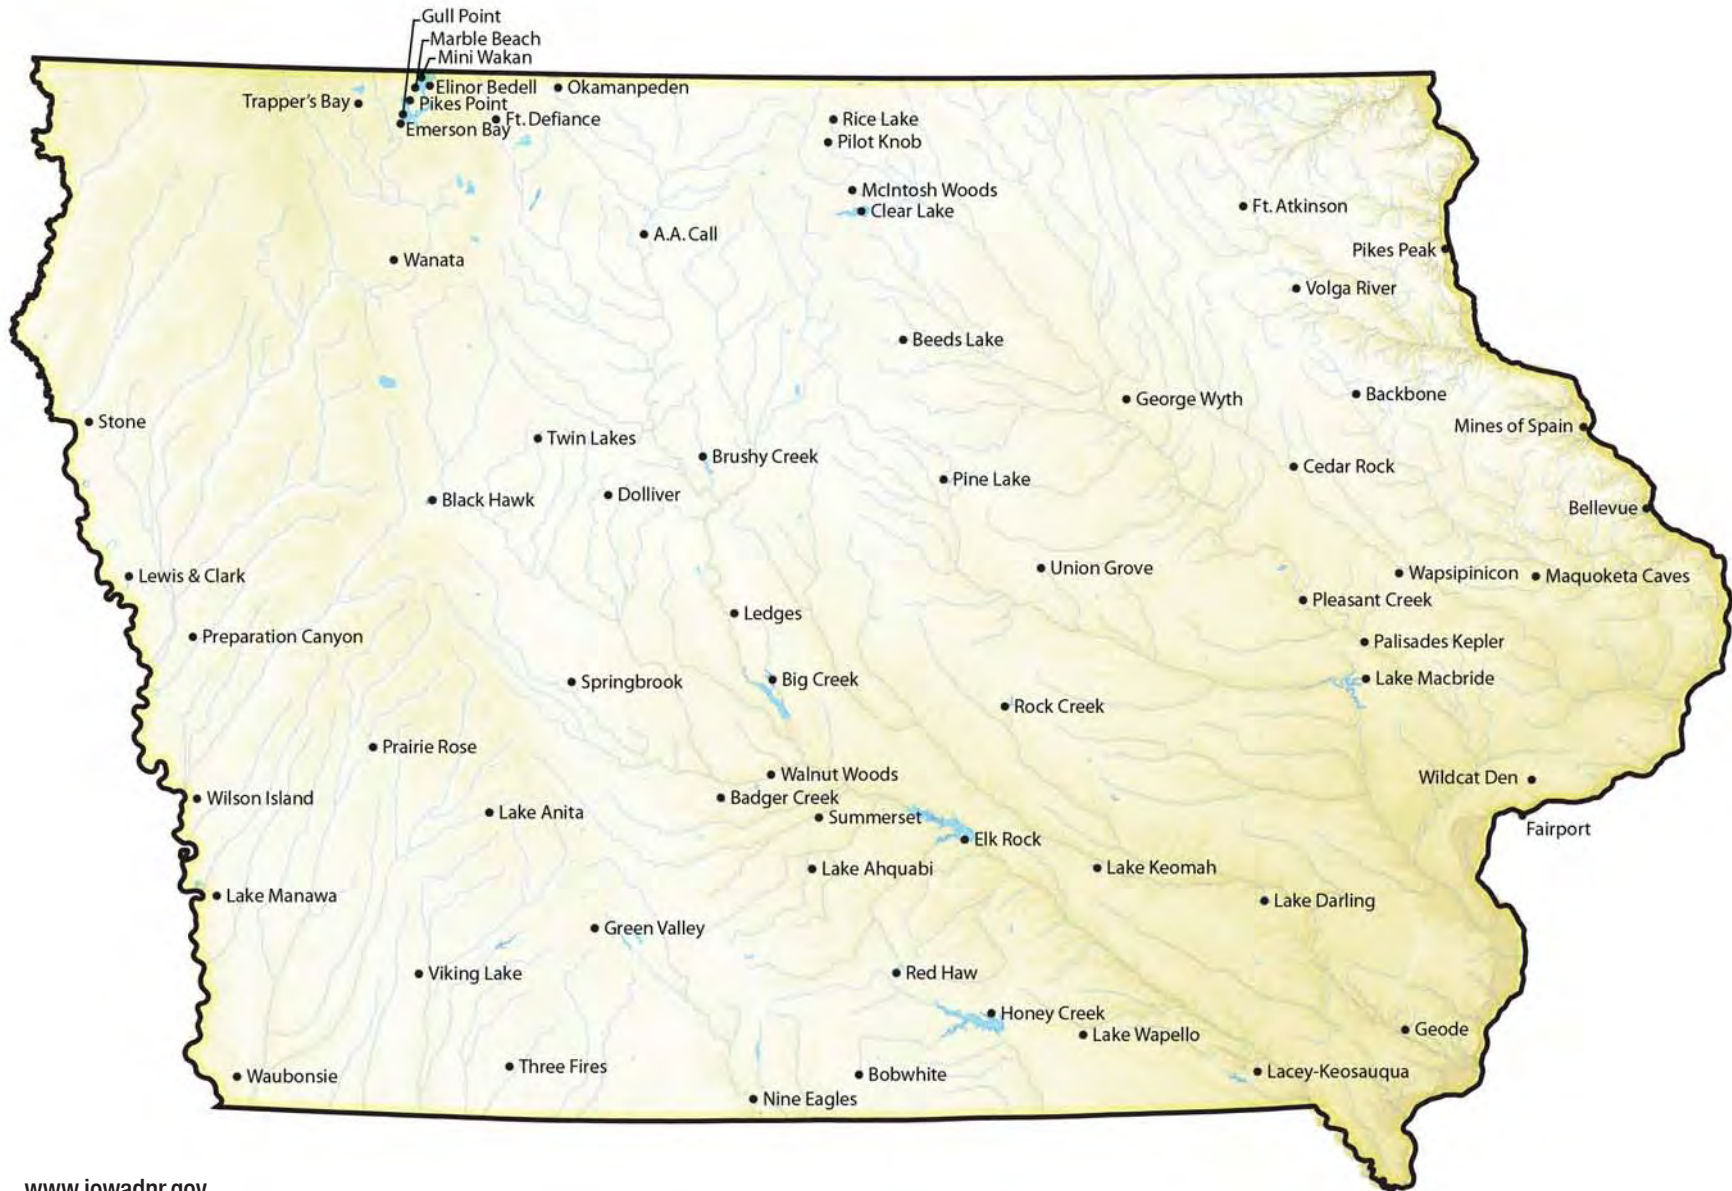 Gull Point
Marble Beach
Mini Wakan
Elinor Bedell
Okamanpeden
Trapper's Bay
Pikes Point
Ft. Defiance
Emerson Bay
Rice Lake
Pilot Knob
McIntosh Woods
Clear Lake
Ft. Atkinson
A.A. Call
Pikes Peak
Wanata
Volga River
Beeds Lake
George Wyth
Backbone
Stone
Mines of Spain
Twin Lakes
Brushy Creek
Cedar Rock
Pine Lake
Black Hawk
Dolliver
Bellevue
Union Grove
Lewis & Clark
Wapsipinicon
Maquoketa Caves
Pleasant Creek
Ledges
Preparation Canyon
Palisades Kepler
Springbrook
Big Creek
Lake Macbride
Rock Creek
Prairie Rose
Walnut Woods
Wildcat Den
Wilson Island
Badger Creek
Lake Anita
Summerset
Fairport
Elk Rock
Lake Ahquabi
Lake Keomah
Lake Manawa
Lake Darling
Green Valley
Viking Lake
Red Haw
Honey Creek
Lake Wapello
Geode
Three Fires
Lacey-Keosauqua
Waubonsie
Bobwhite
Nine Eagles
www.iowadnr.gov